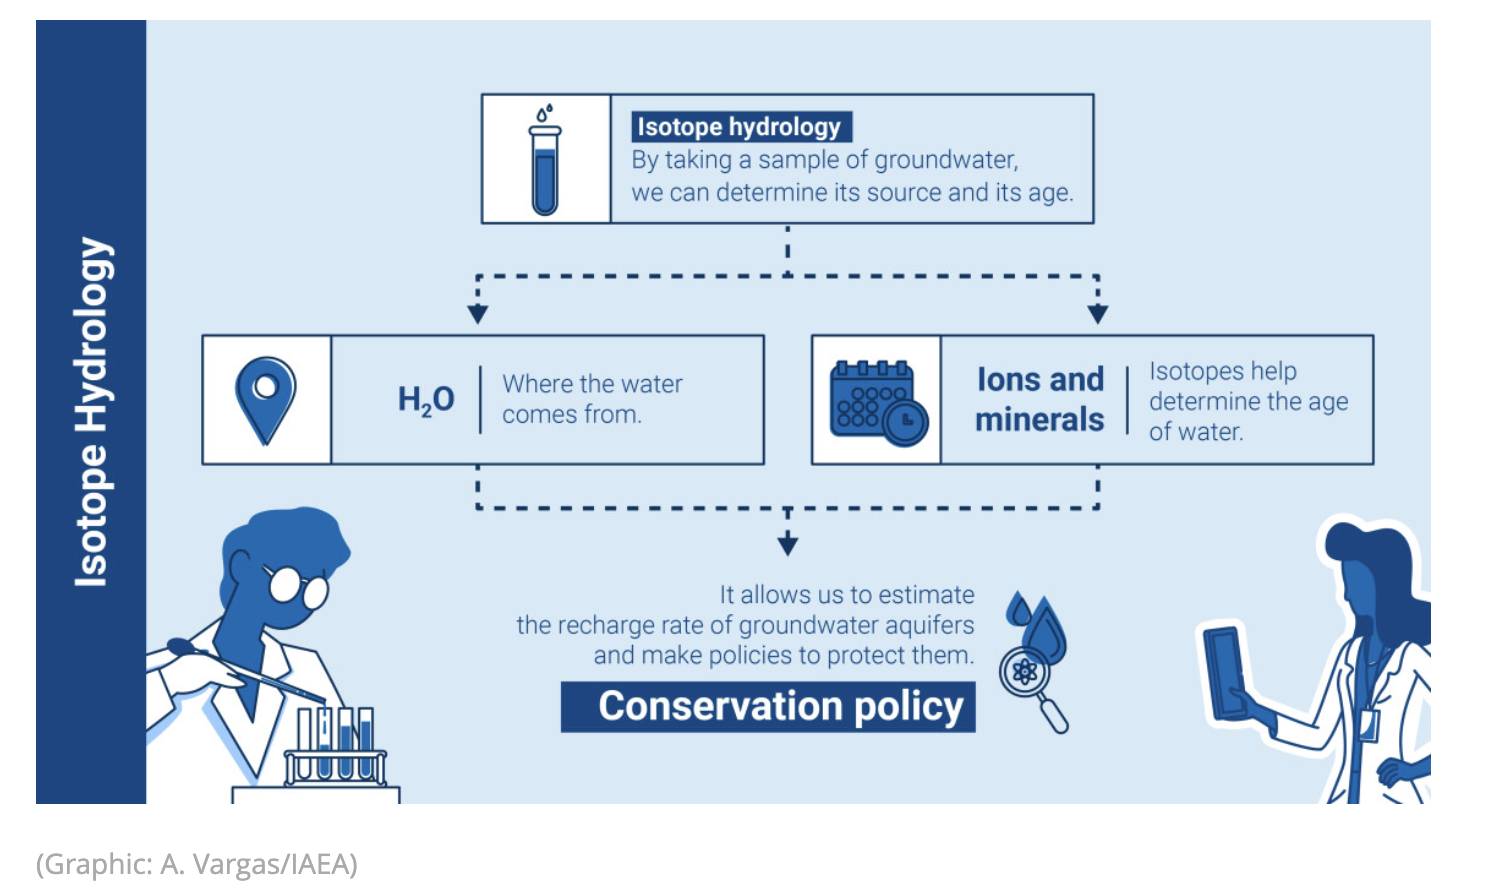 Isotope Hydrology
Isotope hydrology
By taking a sample of groundwater,
we can determine its source and its age.
H₂O
Where the water
comes from.
Ions and
minerals
Isotopes help
determine the age
of water.
It allows us to estimate
the recharge rate of groundwater aquifers
and make policies to protect them.
Conservation policy
(Graphic: A. Vargas/IAEA)